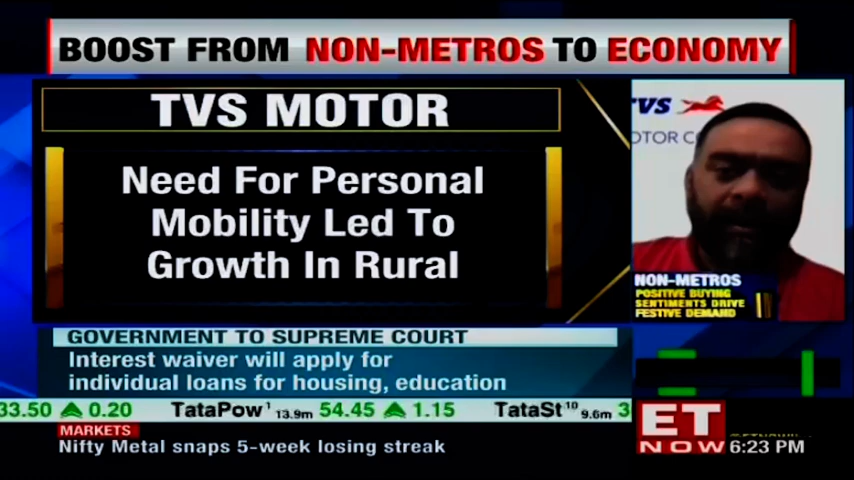 BOOST FROM NON-METROS TO ECONOMY
TVS MOTOR
Need For Personal
Mobility Led To
Growth In Rural
TVS
MOTOR CO
NON-METROS
POSITIVE BUYING
SENTIMENTS DRIVE
FESTIVE DEMAND
GOVERNMENT TO SUPREME COURT
Interest waiver will apply for
individual loans for housing, education
33.50 0.20 TataPow 1 13.9m 54.45 1.15 TataSt 10 9.6m 3
MARKETS
Nifty Metal snaps 5-week losing streak
ET
NOW
6:23 PM